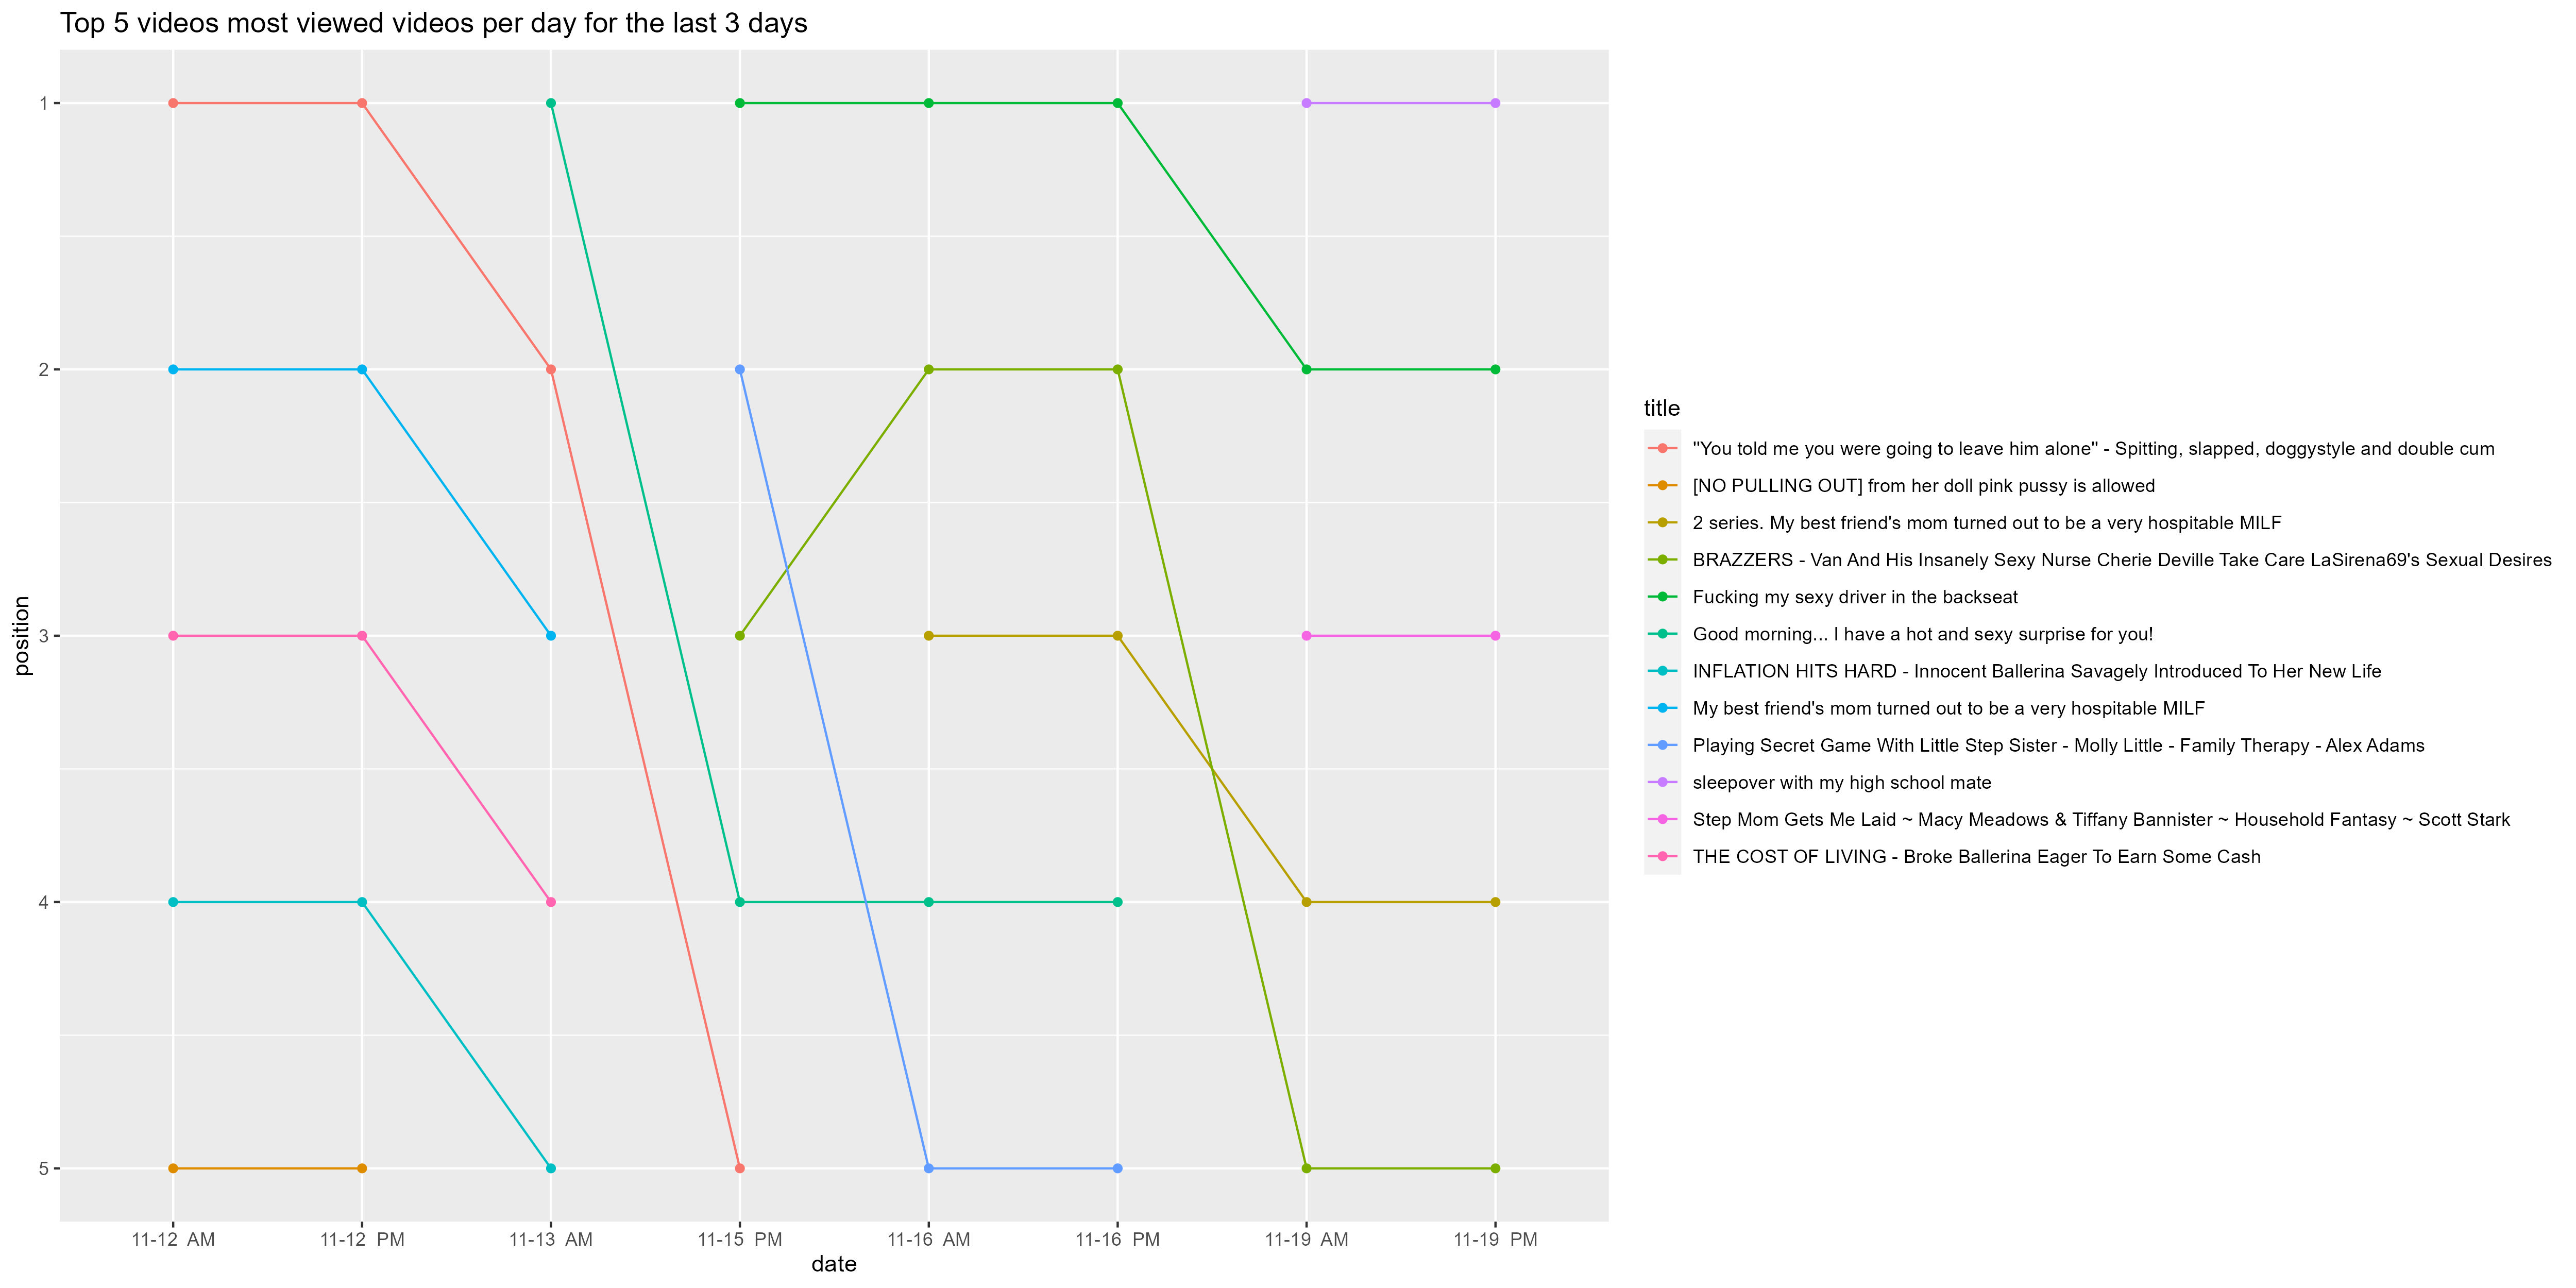 Top 5 videos most viewed videos per day for the last 3 days
position
1
2
3
4
5
11-12 AM
11-12 PM
11-13 AM
11-15 PM
11-16 AM
11-16 PM
11-19 AM
11-19 PM
date
title
"You told me you were going to leave him alone" - Spitting, slapped, doggystyle and double cum
[NO PULLING OUT] from her doll pink pussy is allowed
2 series. My best friend's mom turned out to be a very hospitable MILF
BRAZZERS - Van And His Insanely Sexy Nurse Cherie Deville Take Care LaSirena69's Sexual Desires
Fucking my sexy driver in the backseat
Good morning... I have a hot and sexy surprise for you!
INFLATION HITS HARD - Innocent Ballerina Savagely Introduced To Her New Life
My best friend's mom turned out to be a very hospitable MILF
Playing Secret Game With Little Step Sister - Molly Little - Family Therapy - Alex Adams
sleepover with my high school mate
Step Mom Gets Me Laid ~ Macy Meadows & Tiffany Bannister ~ Household Fantasy ~ Scott Stark
THE COST OF LIVING - Broke Ballerina Eager To Earn Some Cash